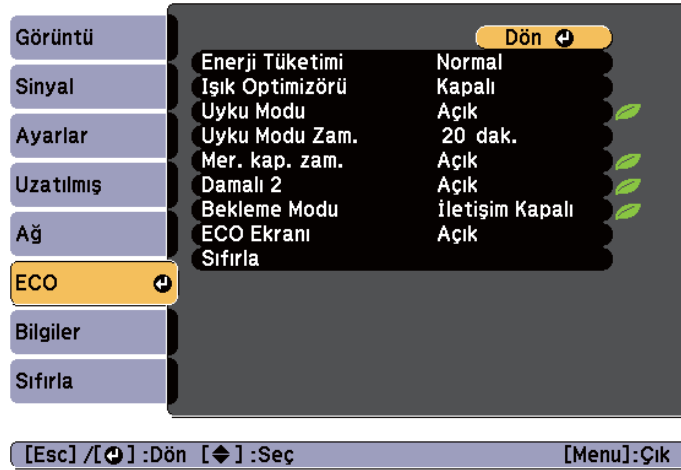 Görüntü
Sinyal
Ayarlar
Uzatılmış
Ağ
ECO
Bilgiler
Sıfırla
Dön
Enerji Tüketimi Normal
Işık Optimizörü Kapalı
Uyku Modu Açık
Uyku Modu Zam. 20 dak.
Mer. kap. zam. Açık
Damalı 2 Açık
Bekleme Modu İletişim Kapalı
ECO Ekranı Açık
Sıfırla
[Esc] /[ ] :Dön [ ] :Seç [Menu]:Çık